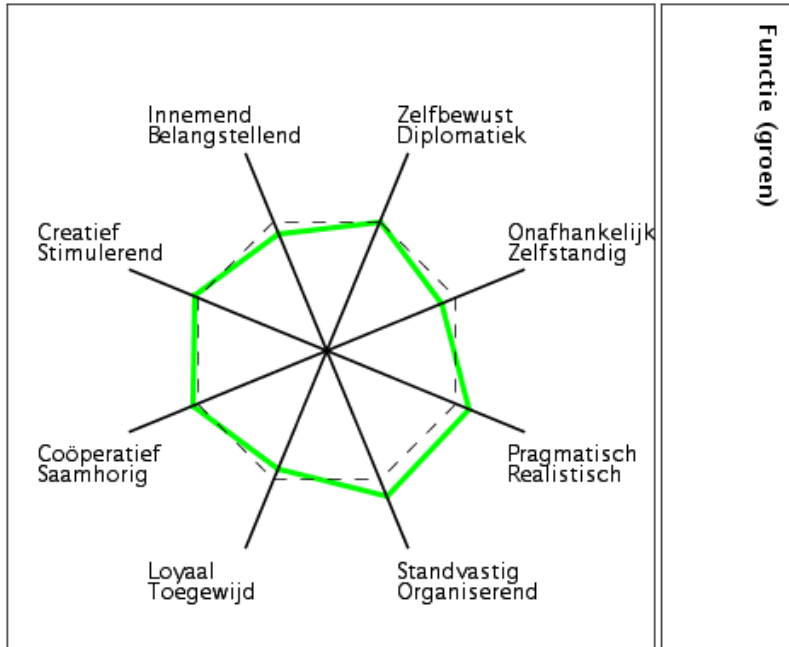 Innemend
Belangstellend
Zelfbewust
Diplomatiek
Creatief
Stimulerend
Onafhankelijk
Zelfstandig
Coöperatief
Saamhorig
Pragmatisch
Realistisch
Loyaal
Toegewijd
Standvastig
Organiserend
Functie (groen)